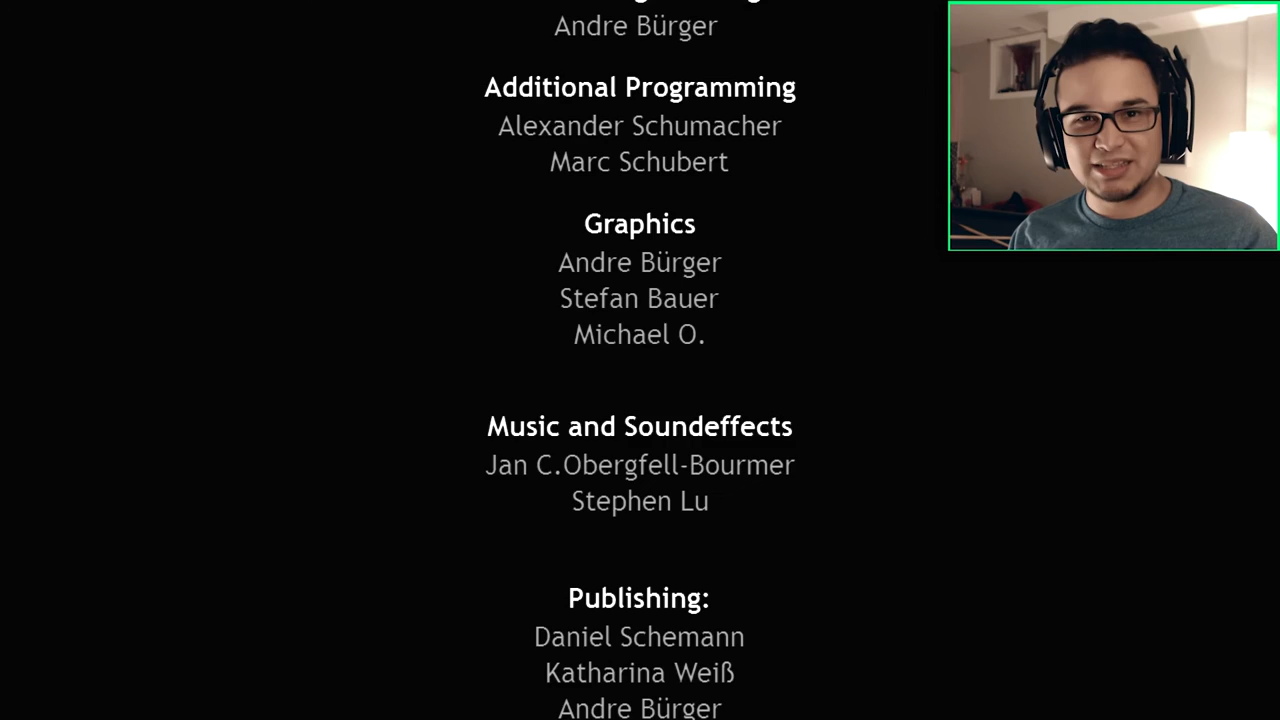 Andre Bürger
Additional Programming
Alexander Schumacher
Marc Schubert
Graphics
Andre Bürger
Stefan Bauer
Michael O.
Music and Soundeffects
Jan C.Obergfell-Bourmer
Stephen Lu
Publishing:
Daniel Schemann
Katharina Weiß
Andre Bürger